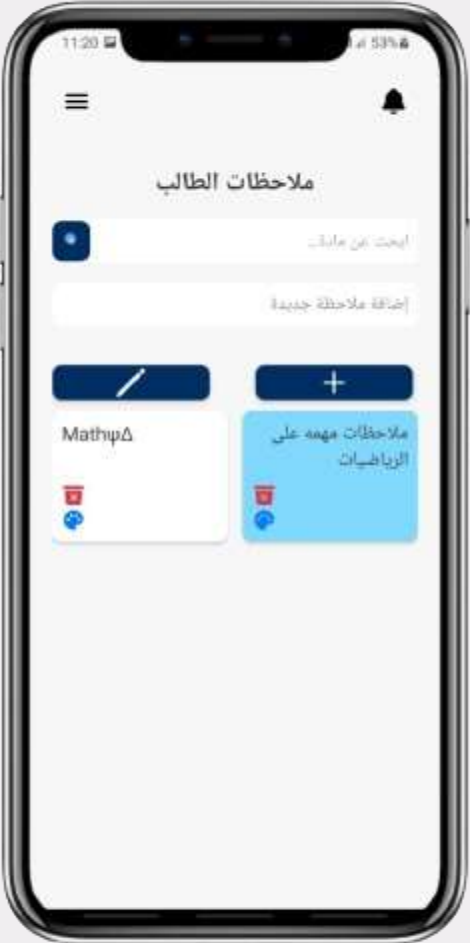 11:20
53%
ملاحظات الطالب
ابحث عن مادة...
إضافة ملاحظة جديدة
ملاحظات مهمه على
الرياضيات
MathψΔ